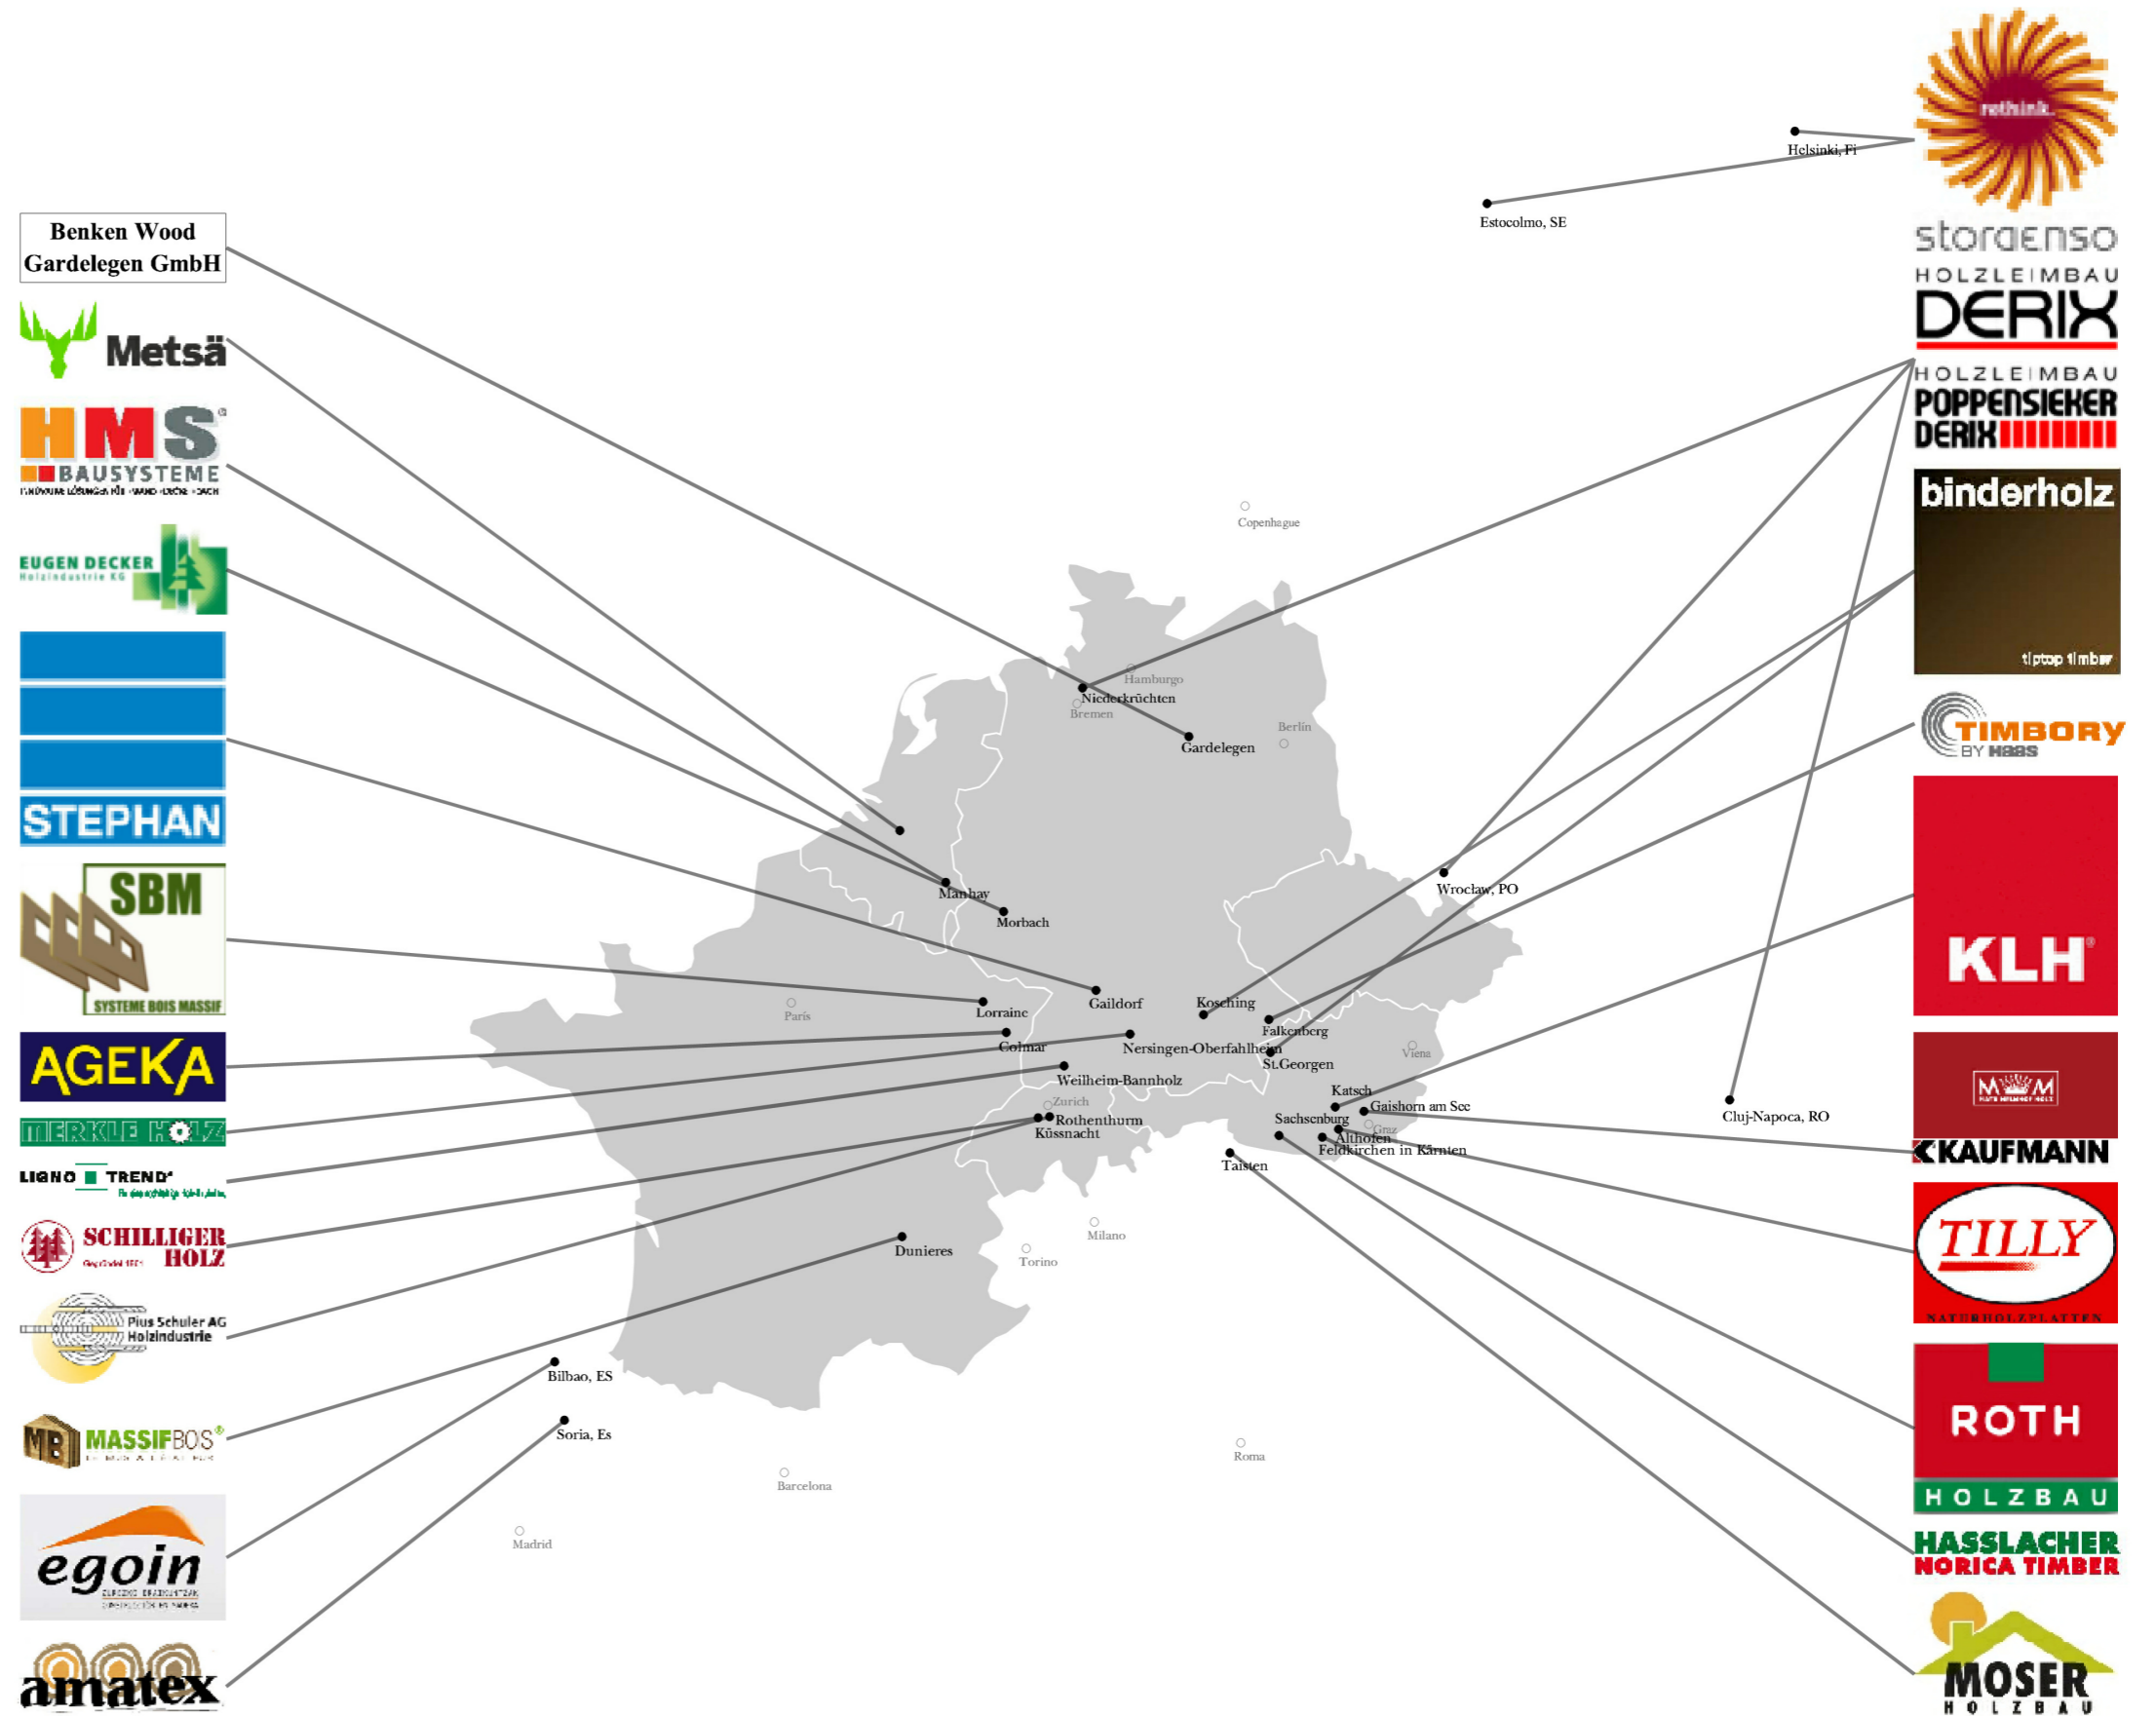 rethink.
storaenso
HOLZLEIMBAU
DERIX
HOLZLEIMBAU
POPPENSIEKER
DERIX
binderholz
tiptop timber
TIMBORY
BY HAAS
KLH®
MM
KAUFMANN
TILLY
NATURHOLZPLATTEN
ROTH
HOLZBAU
HASSLACHER
NORICA TIMBER
MOSER
HOLZBAU
Benken Wood
Gardelegen GmbH
Metsä
HMS®
BAUSYSTEME
EUGEN DECKER
Holzindustrie KG
STEPHAN
SBM
SYSTEME BOIS MASSIF
AGEKA
MERKLE HOLZ
LIGNO TREND
SCHILLIGER
HOLZ
Pius Schuler AG
Holzindustrie
MB MASSIFBOS®
egoin
amatex
Helsinki, Fi
Estocolmo, SE
Copenhague
Hamburgo
Niederkrüchten
Bremen
Berlín
Gardelegen
Manhay
Morbach
Wrocław, PO
Gaildorf
Kosching
Lorraine
París
Falkenberg
Colmar
Nersingen-Oberfahlheim
St.Georgen
Viena
Weilheim-Bannholz
Katsch
Zurich
Gaishorn am See
Rothenthurm
Sachsenburg
Graz
Cluj-Napoca, RO
Küssnacht
Althofen
Feldkirchen in Kärnten
Taisten
Milano
Dunieres
Torino
Bilbao, ES
Soria, Es
Roma
Barcelona
Madrid